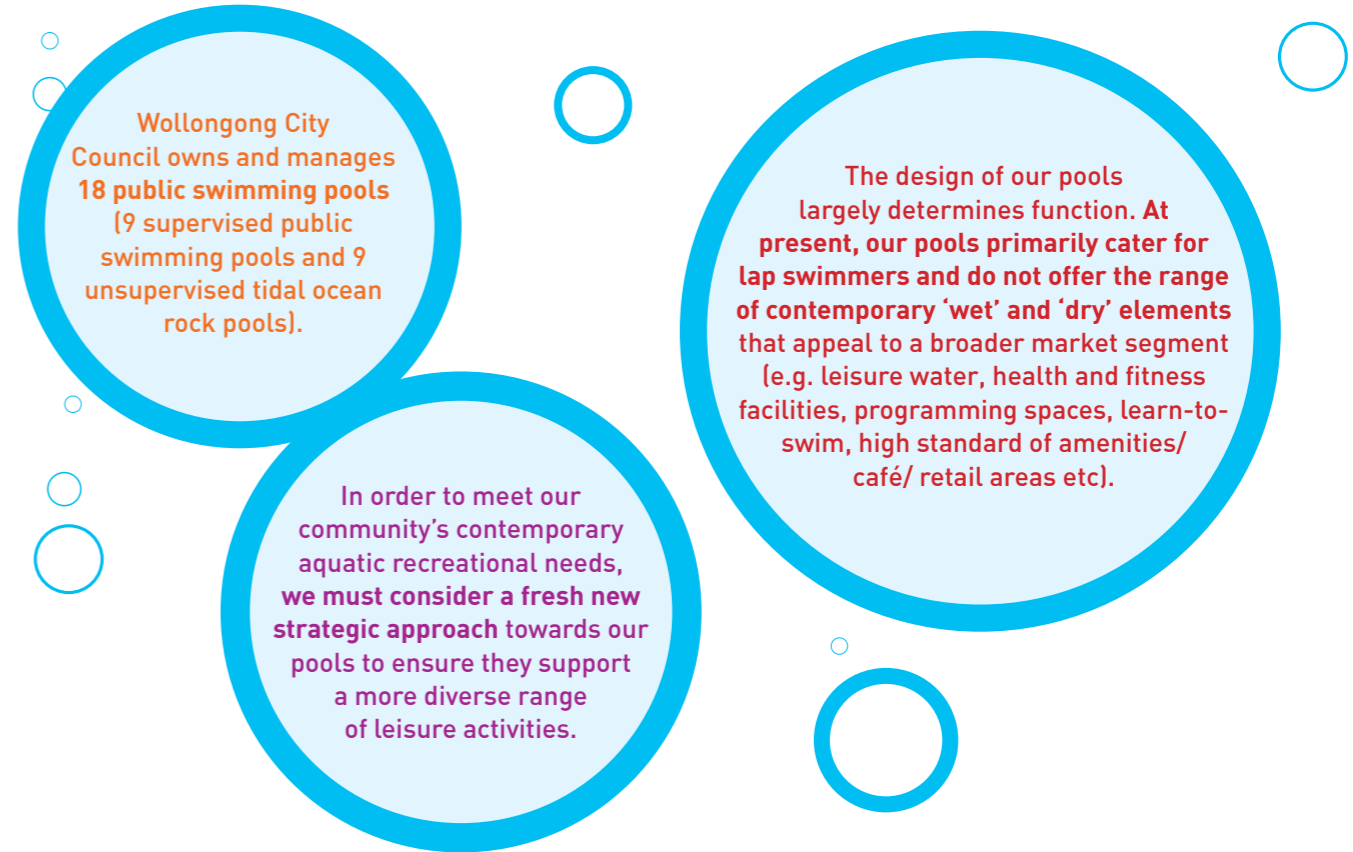 Wollongong City
Council owns and manages
18 public swimming pools
(9 supervised public
swimming pools and 9
unsupervised tidal ocean
rock pools).
In order to meet our
community’s contemporary
aquatic recreational needs,
we must consider a fresh new
strategic approach towards our
pools to ensure they support
a more diverse range
of leisure activities.
The design of our pools
largely determines function. At
present, our pools primarily cater for
lap swimmers and do not offer the range
of contemporary ‘wet’ and ‘dry’ elements
that appeal to a broader market segment
(e.g. leisure water, health and fitness
facilities, programming spaces, learn-to-
swim, high standard of amenities/
café/ retail areas etc).